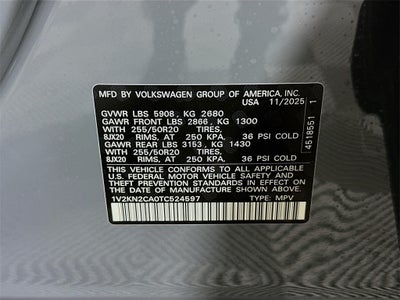 MFD BY VOLKSWAGEN GROUP OF AMERICA, INC.
USA 11/2025
GVWR LBS 5908, KG 2680
GAWR FRONT LBS 2866, KG 1300
WITH 255/50R20 TIRES,
8JX20 RIMS, AT 250 KPA, 36 PSI COLD
GAWR REAR LBS 3153, KG 1430
WITH 255/50R20 TIRES,
8JX20 RIMS, AT 250 KPA, 36 PSI COLD
THIS VEHICLE CONFORMS TO ALL APPLICABLE
U.S. FEDERAL MOTOR VEHICLE SAFETY AND
THEFT PREVENTION STANDARDS IN EFFECT ON
THE DATE OF MANUFACTURE SHOWN ABOVE.
1V2KN2CA0TC524597 TYPE: MPV
4518551 1